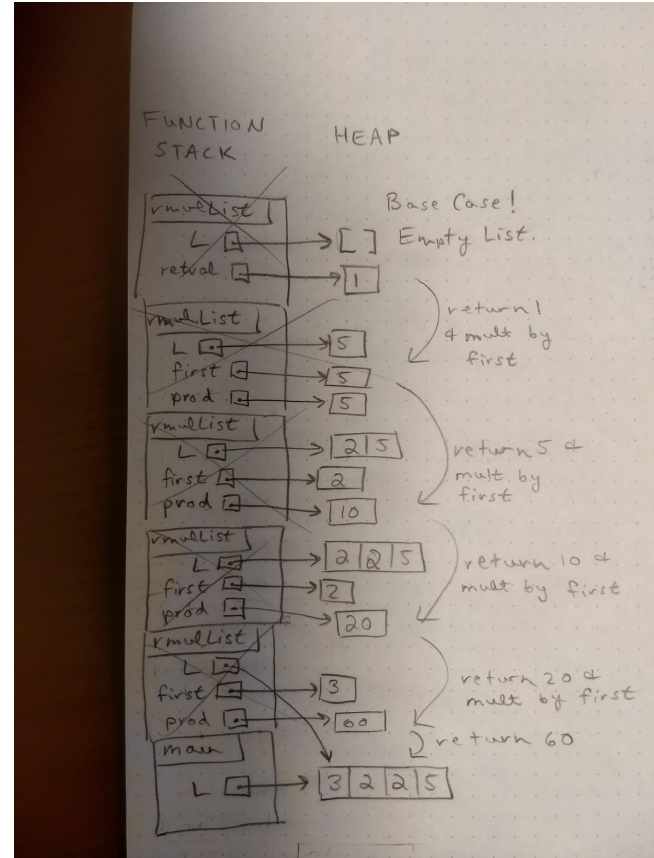 FUNCTION
STACK
HEAP
rmulList
L
[ ]
retval
1
Base Case!
Empty List.
return 1
& mult by
first
rmulList
L
5
first
5
prod
5
rmulList
L
2 5
first
2
prod
10
return 5 &
mult by
first
rmulList
L
2 2 5
first
2
prod
20
return 10 &
mult by first
rmulList
L
first
3
prod
60
return 20 &
mult by first
return 60
main
L
3 2 2 5